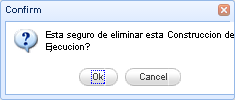 Confirm
Esta seguro de eliminar esta Construccion de
Ejecucion?
Ok Cancel